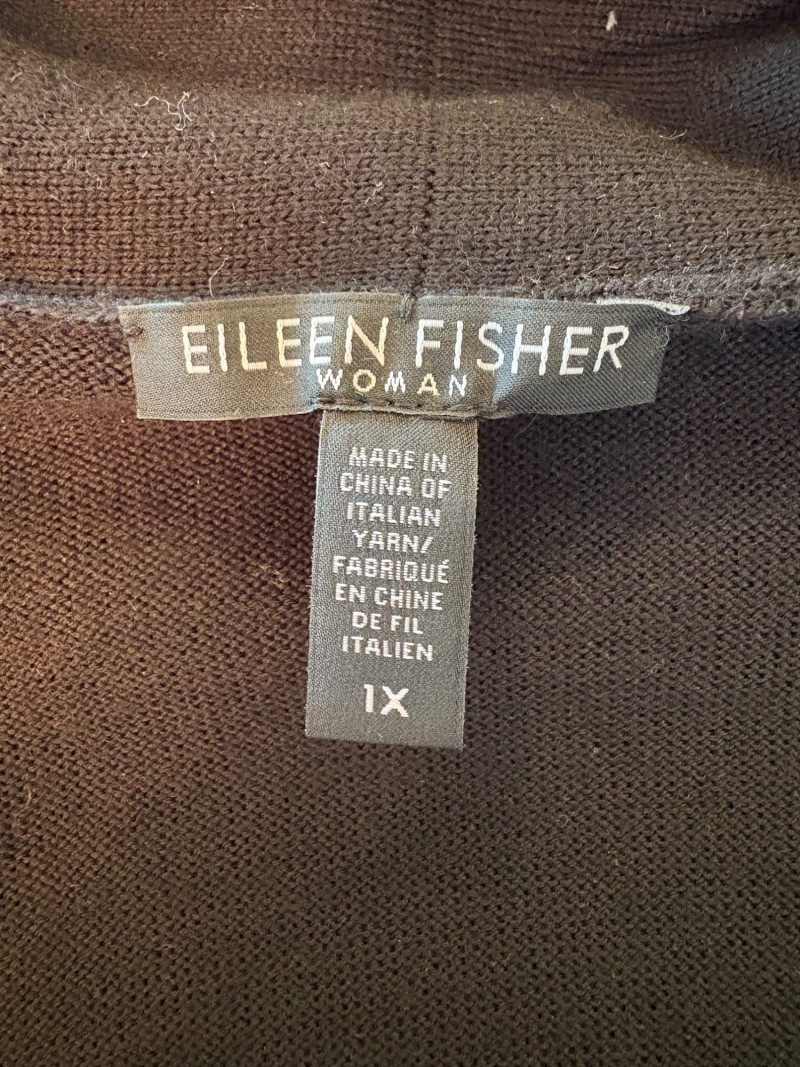 EILEEN FISHER
WOMAN
MADE IN
CHINA OF
ITALIAN
YARN/
FABRIQUÉ
EN CHINE
DE FIL
ITALIEN
1X